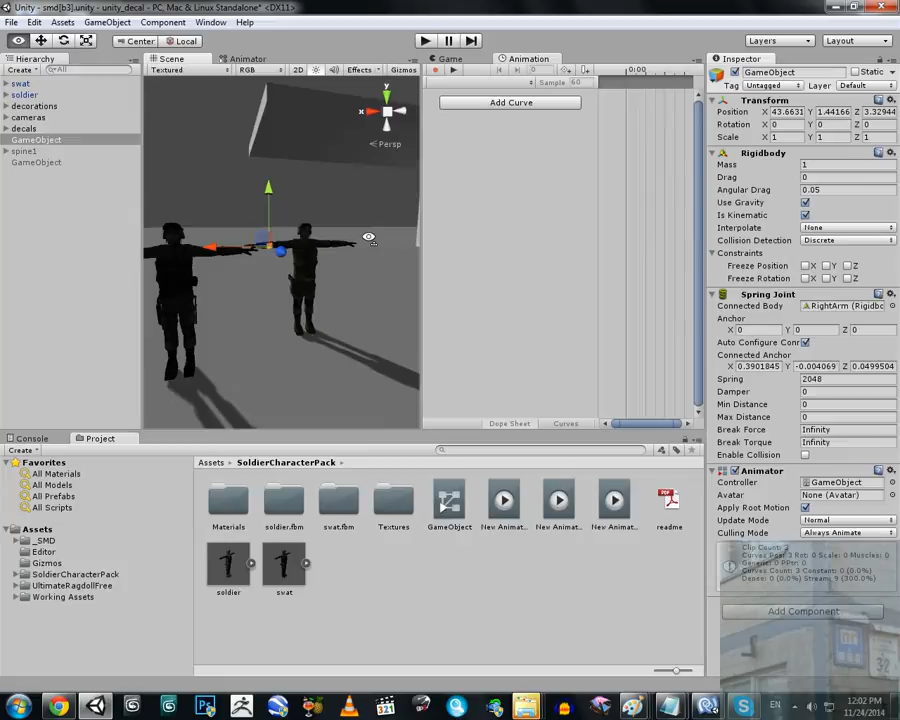 Unity - smd[b3].unity - unity_decal - PC, Mac & Linux Standalone* <DX11>
File Edit Assets GameObject Component Window Help
Center Local Layers Layout
Hierarchy Scene Animator Game Animation Inspector
Create All Textured RGB 2D Effects Gizmos 0:00 GameObject Static
Sample 60 Tag Untagged Layer Default
swat
soldier
decorations
cameras
decals
GameObject
spine1
GameObject
y
x
Persp
Add Curve
Dope Sheet Curves
Transform
Position X 43.6631 Y 1.44166 Z 3.32944
Rotation X 0 Y 0 Z 0
Scale X 1 Y 1 Z 1
Rigidbody
Mass 1
Drag 0
Angular Drag 0.05
Use Gravity
Is Kinematic
Interpolate None
Collision Detection Discrete
Constraints
Freeze Position X Y Z
Freeze Rotation X Y Z
Spring Joint
Connected Body RightArm (Rigidbo
Anchor
X 0 Y 0 Z 0
Auto Configure Conn
Connected Anchor
X 0.3901845 Y -0.004069 Z 0.0499504
Spring 2048
Damper 0
Min Distance 0
Max Distance 0
Break Force Infinity
Break Torque Infinity
Enable Collision
Animator
Controller GameObject
Avatar None (Avatar)
Apply Root Motion
Update Mode Normal
Culling Mode Always Animate
Clip Count: 3
Curves Pos: 3 Rot: 0 Scale: 0 Muscles: 0
Generic: 0 PPtr: 0
Curves Count: 3 Constant: 0 (0.0%)
Dense: 0 (0.0%) Stream: 9 (300.0%)
Add Component
Console Project
Create
Favorites
All Materials
All Models
All Prefabs
All Scripts
Assets
_SMD
Editor
Gizmos
SoldierCharacterPack
UltimateRagdollFree
Working Assets
Assets SoldierCharacterPack
Materials soldier.fbm swat.fbm Textures GameObject New Animat... New Animat... New Animat... readme
soldier swat
321 EN 12:02 PM
11/24/2014